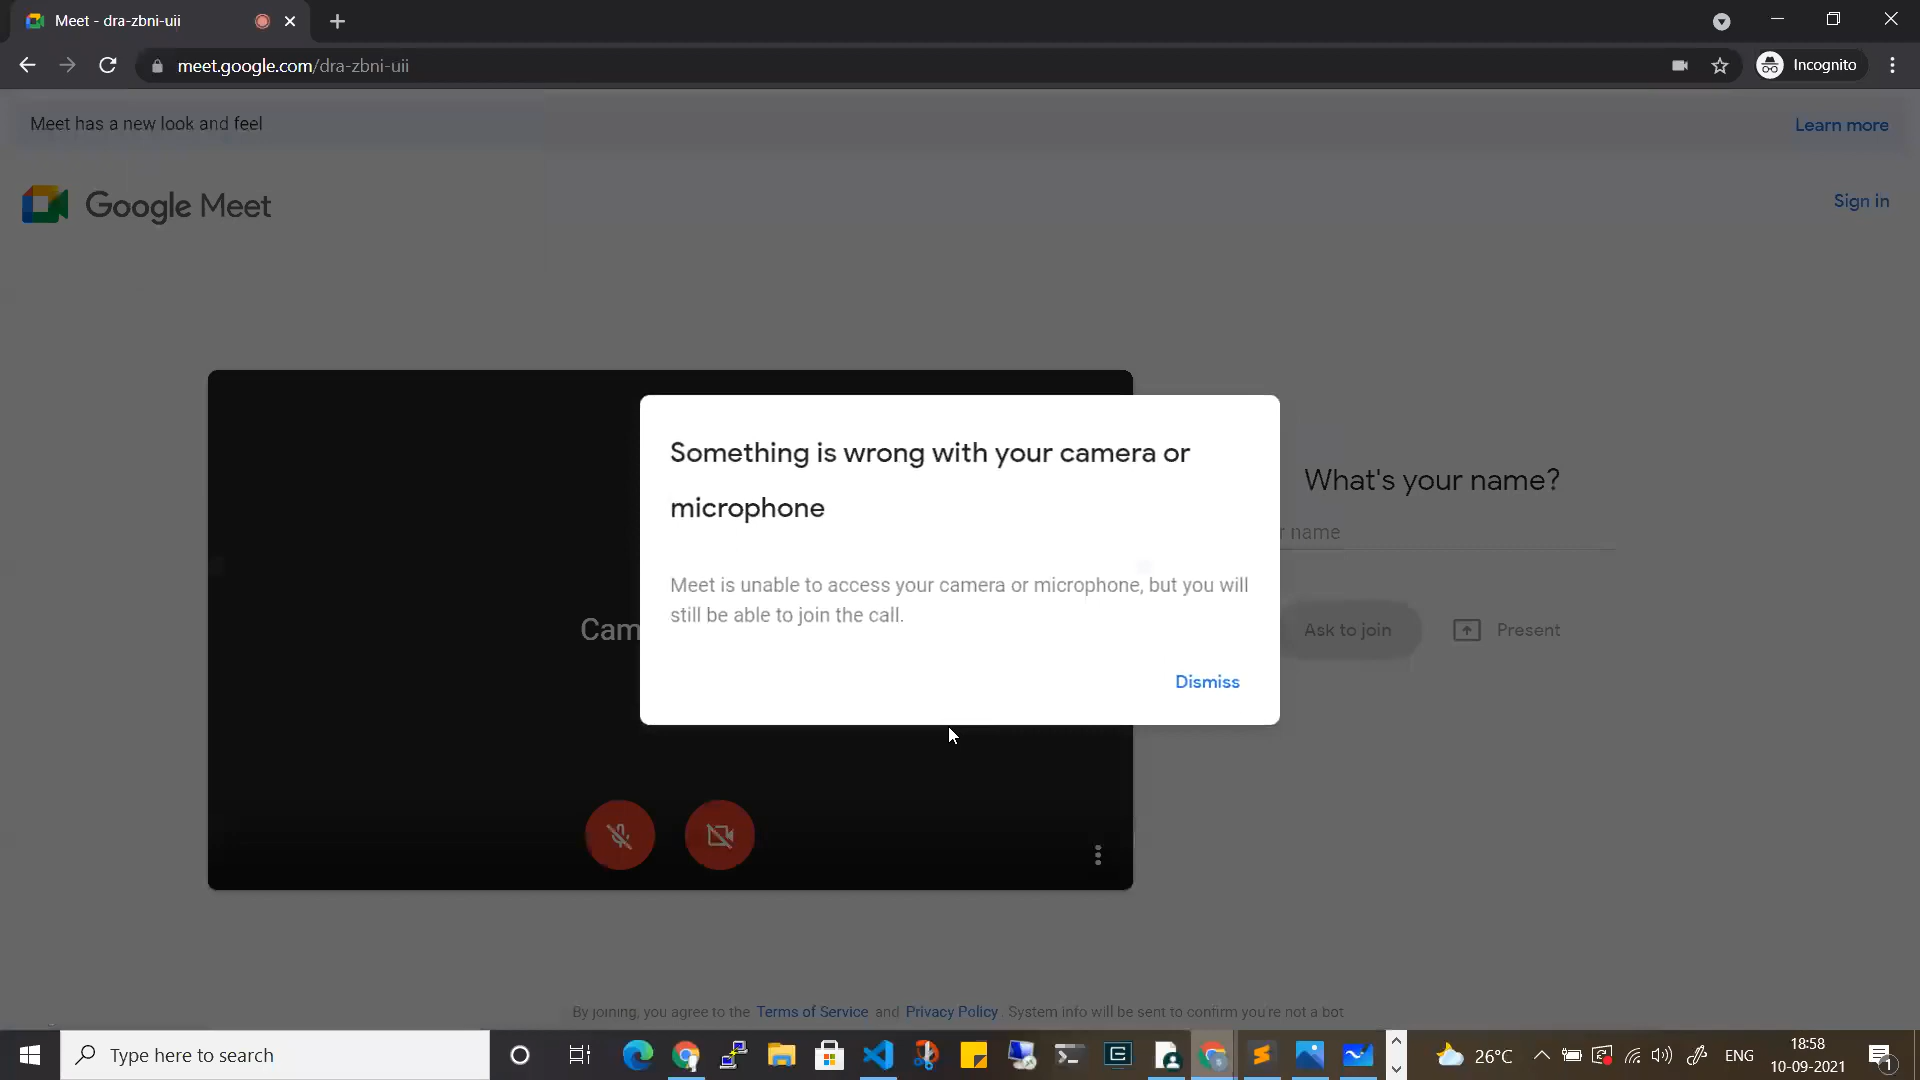 Meet - dra-zbni-uii
meet.google.com/dra-zbni-uii
Incognito
Meet has a new look and feel
Learn more
Google Meet
Sign in
Something is wrong with your camera or
microphone
Meet is unable to access your camera or microphone, but you will
still be able to join the call.
Dismiss
Cam
What's your name?
name
Ask to join
Present
By joining, you agree to the Terms of Service and Privacy Policy. System info will be sent to confirm you're not a bot
Type here to search
26°C
ENG
18:58
10-09-2021
1